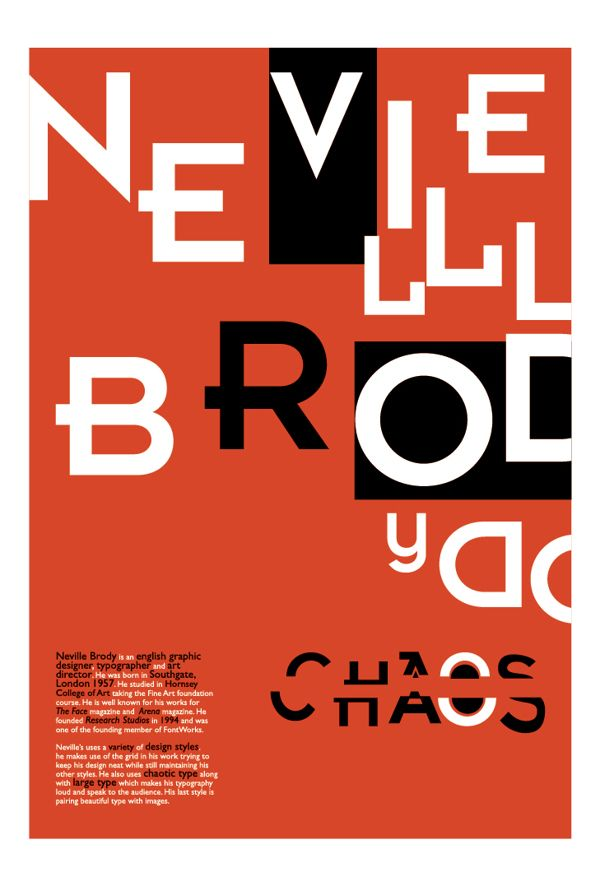 NEVILLE
LL
BRO D
y D O
CHAOS
Neville Brody is an english graphic
designer, typographer and art
director. He was born in Southgate,
London 1957. He studied in Hornsey
College of Art taking the Fine Art foundation
course. He is well known for his works for
The Face magazine and Arena magazine. He
founded Research Studios in 1994 and was
one of the founding member of FontWorks.
Neville's uses a variety of design styles,
he makes use of the grid in his work trying to
keep his design neat while still maintaining his
other styles. He also uses chaotic type along
with large type which makes his typography
loud and speak to the audience. His last style is
pairing beautiful type with images.